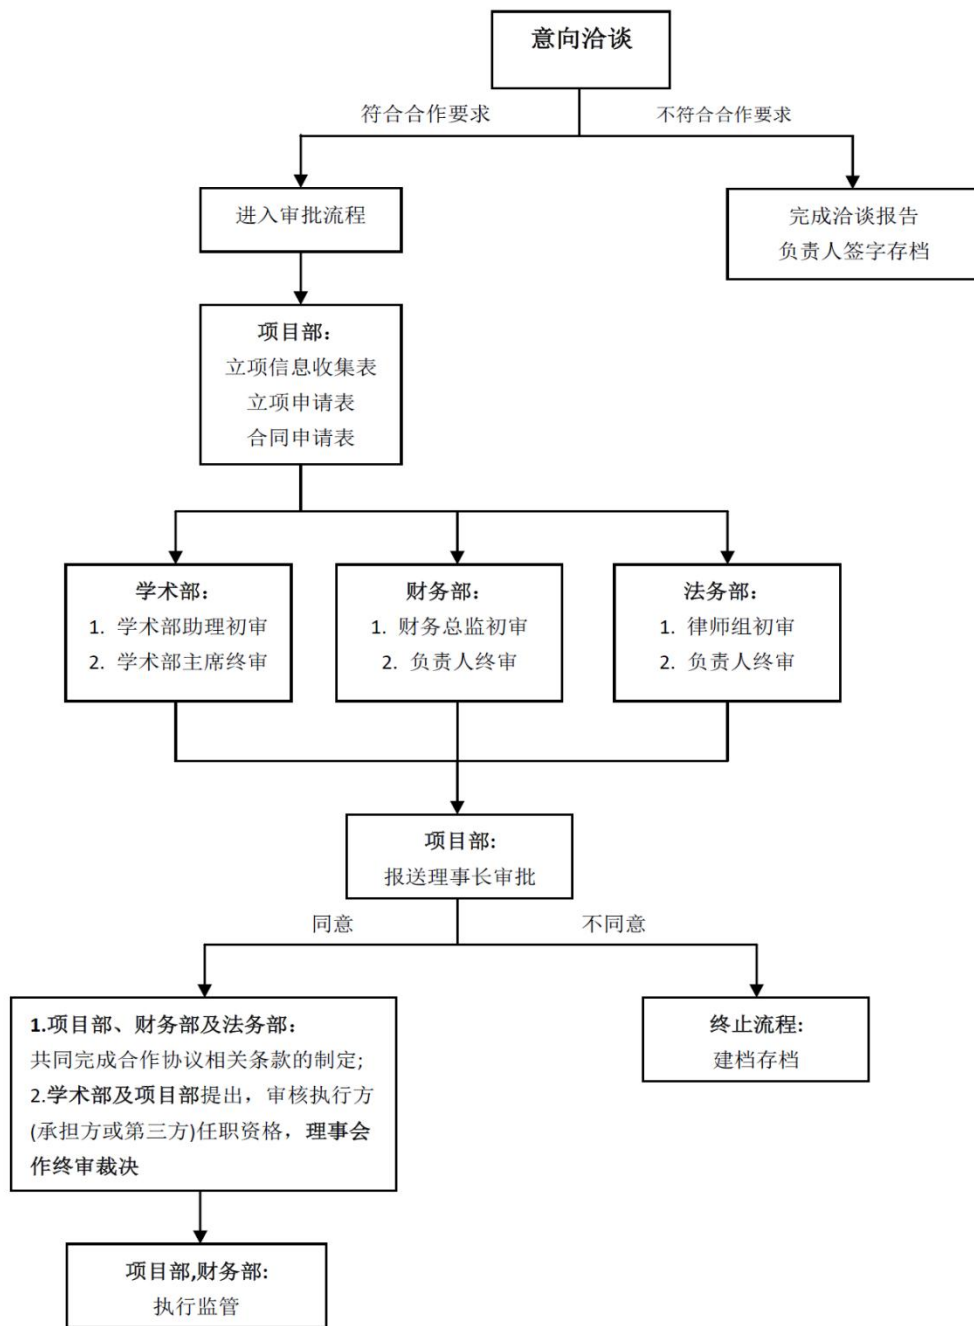 意向洽谈
符合合作要求
不符合合作要求
进入审批流程
完成洽谈报告
负责人签字存档
项目部：
立项信息收集表
立项申请表
合同申请表
学术部：
1. 学术部助理初审
2. 学术部主席终审
财务部：
1. 财务总监初审
2. 负责人终审
法务部：
1. 律师组初审
2. 负责人终审
项目部:
报送理事长审批
同意
不同意
1.项目部、财务部及法务部：
共同完成合作协议相关条款的制定;
2.学术部及项目部提出，审核执行方
(承担方或第三方)任职资格，理事会
作终审裁决
终止流程:
建档存档
项目部,财务部:
执行监管